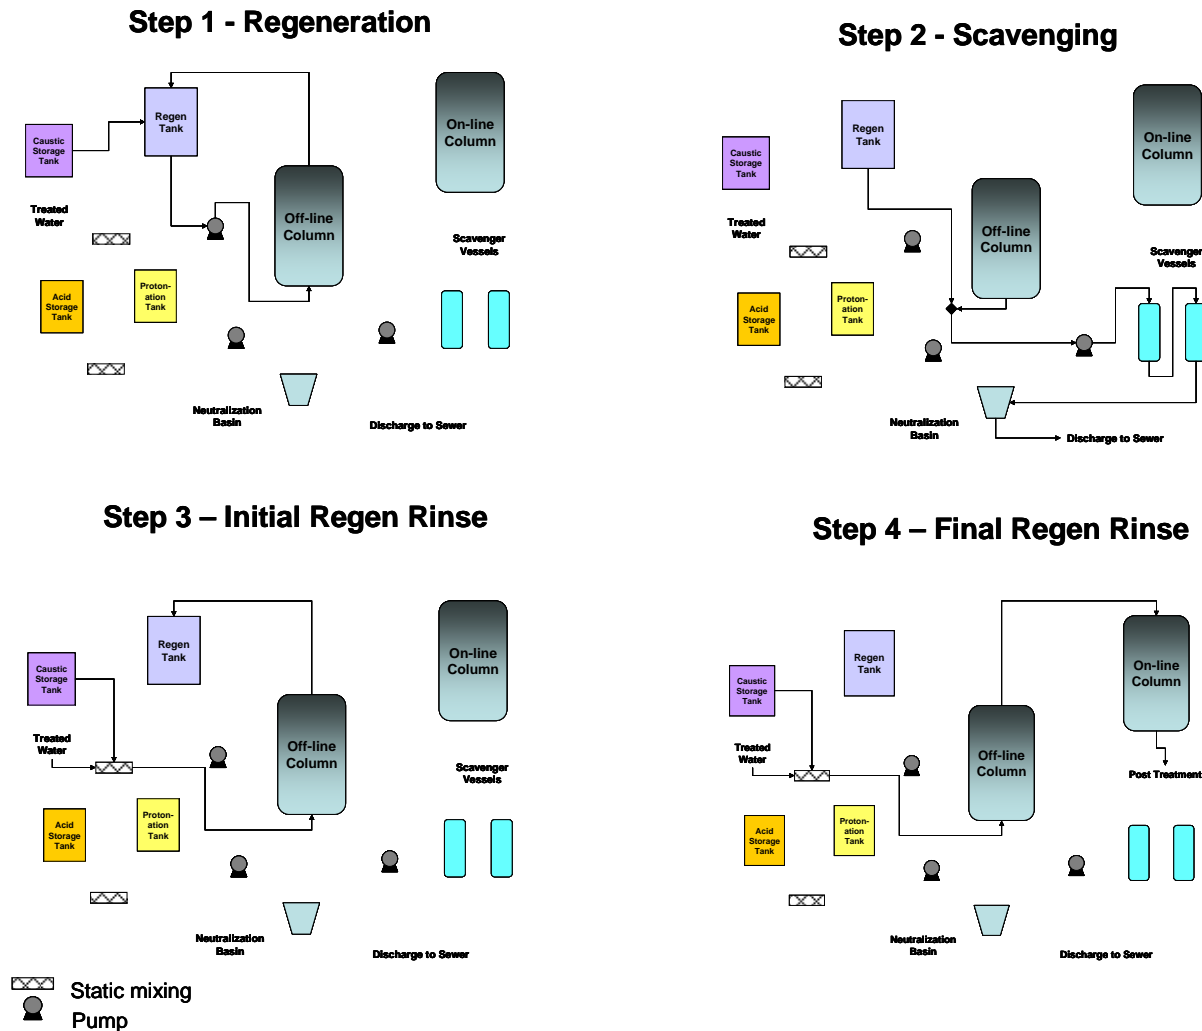 Step 1 - Regeneration
Regen
Tank
Caustic
Storage
Tank
On-line
Column
Treated
Water
Off-line
Column
Scavenger
Vessels
Acid
Storage
Tank
Proton-
ation
Tank
Neutralization
Basin
Discharge to Sewer
Step 2 - Scavenging
Regen
Tank
Caustic
Storage
Tank
On-line
Column
Treated
Water
Off-line
Column
Scavenger
Vessels
Acid
Storage
Tank
Proton-
ation
Tank
Neutralization
Basin
Discharge to Sewer
Step 3 – Initial Regen Rinse
Regen
Tank
Caustic
Storage
Tank
On-line
Column
Treated
Water
Off-line
Column
Scavenger
Vessels
Acid
Storage
Tank
Proton-
ation
Tank
Neutralization
Basin
Discharge to Sewer
Step 4 – Final Regen Rinse
Regen
Tank
Caustic
Storage
Tank
On-line
Column
Treated
Water
Off-line
Column
Post Treatment
Acid
Storage
Tank
Proton-
ation
Tank
Neutralization
Basin
Discharge to Sewer
Static mixing
Pump